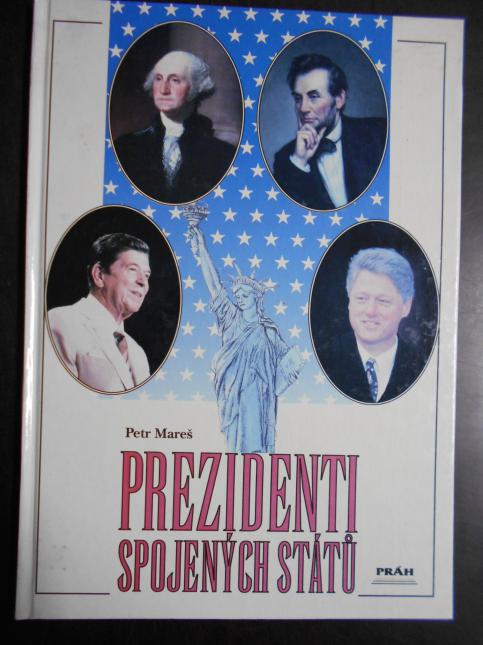 Petr Mareš
PREZIDENTI
SPOJENÝCH STÁTŮ
PRÁH